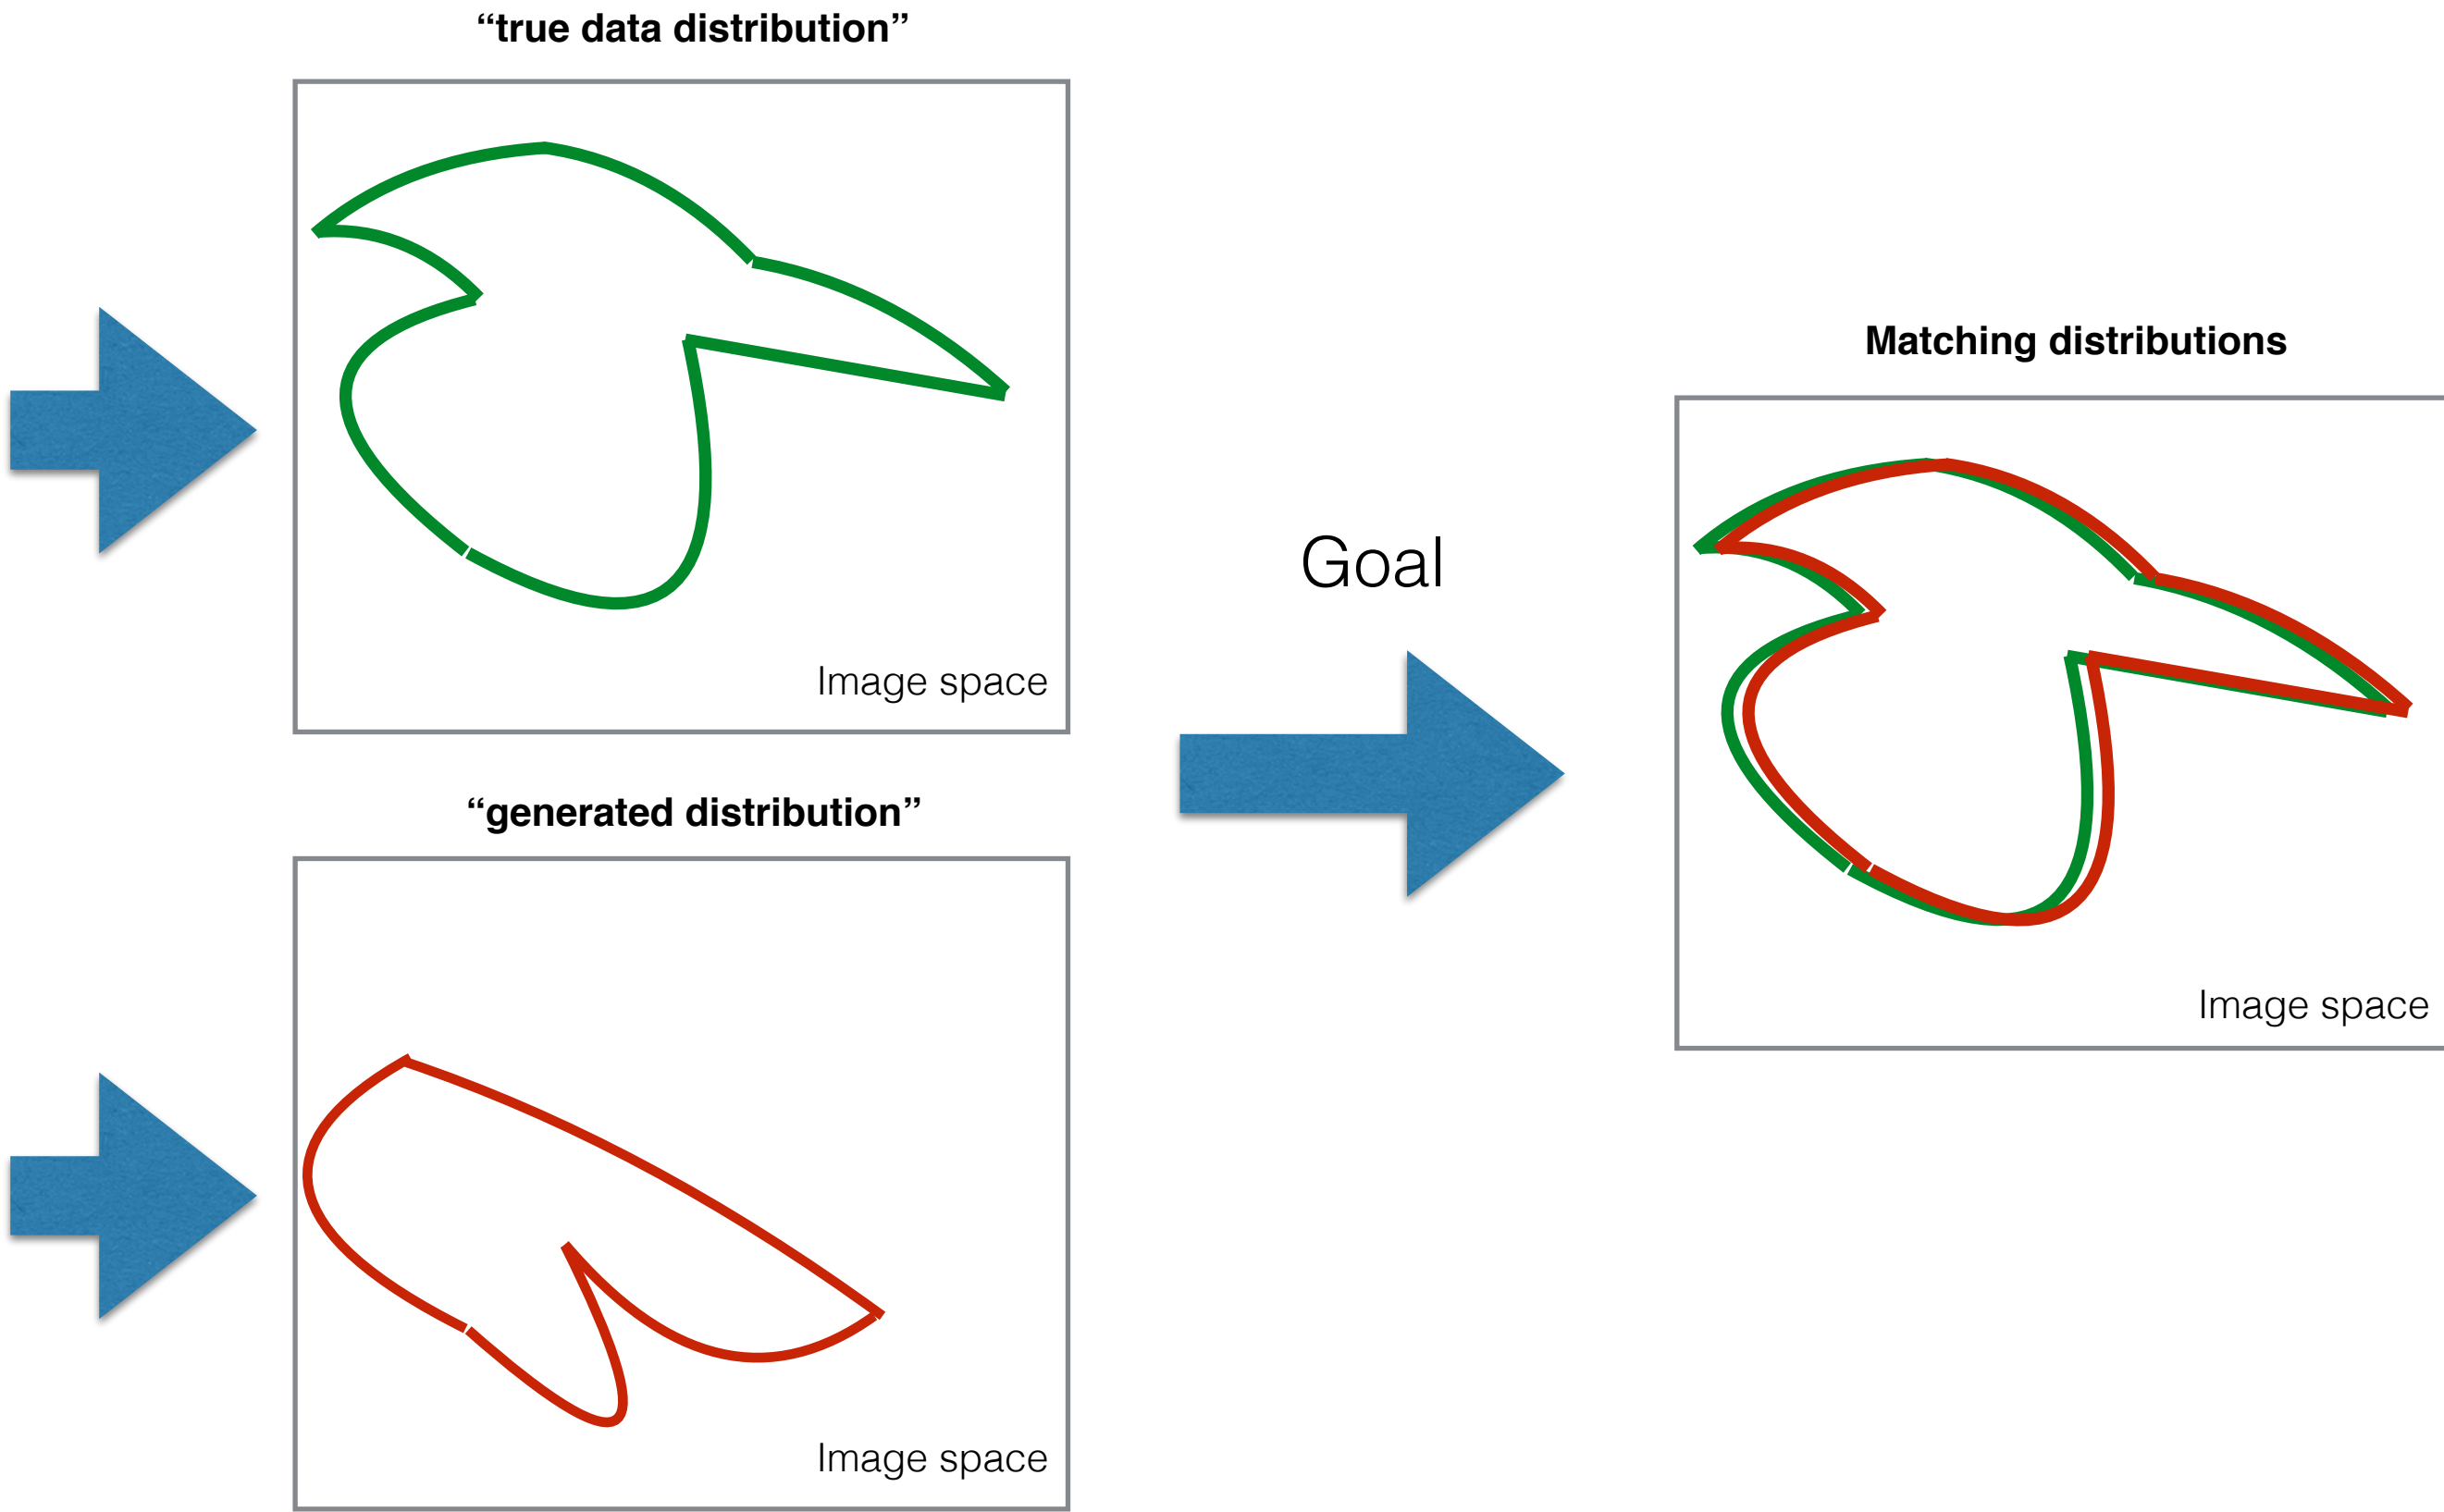 “true data distribution”
Image space
“generated distribution”
Image space
Goal
Matching distributions
Image space